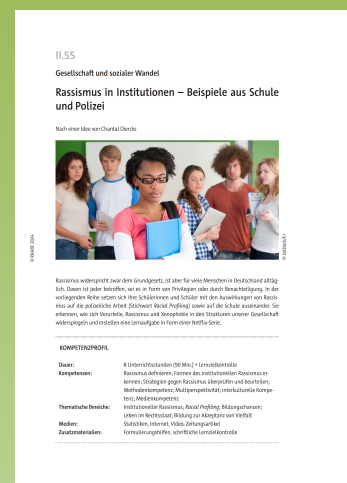 II.55
Gesellschaft und sozialer Wandel
Rassismus in Institutionen – Beispiele aus Schule
und Polizei
Nach einer Idee von Chantal Diercks
© RAABE 2024
© SolStock/E+
Rassismus widerspricht zwar dem Grundgesetz, ist aber für viele Menschen in Deutschland alltäg-
lich. Davon ist jeder betroffen, sei es in Form von Privilegien oder durch Benachteiligung. In der
vorliegenden Reihe setzen sich Ihre Schülerinnen und Schüler mit den Auswirkungen von Rassis-
mus auf die polizeiliche Arbeit (Stichwort Racial Profiling) sowie auf die Schule auseinander. Sie
erkennen, wie sich Vorurteile, Rassismus und Xenophobie in den Strukturen unserer Gesellschaft
widerspiegeln und erstellen eine Lernaufgabe in Form einer Netflix-Serie.
KOMPETENZPROFIL
Dauer: 8 Unterrichtsstunden (90 Min.) + Lernzielkontrolle
Kompetenzen: Rassismus definieren; Formen des institutionellen Rassismus er-
kennen; Strategien gegen Rassismus überprüfen und beurteilen;
Methodenkompetenz; Multiperspektivität; Interkulturelle Kompe-
tenz; Medienkompetenz
Thematische Bereiche: Institutioneller Rassismus; Racial Profiling; Bildungschancen;
Leben im Rechtsstaat; Bildung zur Akzeptanz von Vielfalt
Medien: Statistiken, Internet, Video, Zeitungsartikel
Zusatzmaterialien: Formulierungshilfen, schriftliche Lernzielkontrolle